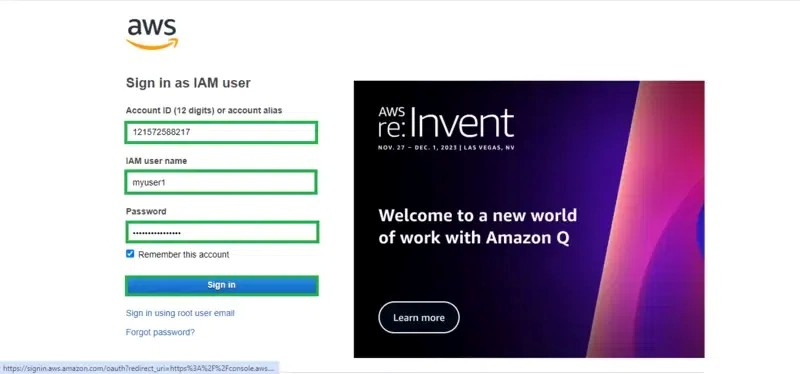 aws
Sign in as IAM user
Account ID (12 digits) or account alias
121572588217
IAM user name
myuser1
Password
••••••••••••••••
Remember this account
Sign in
Sign in using root user email
Forgot password?
AWS
re:Invent
NOV. 27 – DEC. 1, 2023 | LAS VEGAS, NV
Welcome to a new world
of work with Amazon Q
Learn more
https://signin.aws.amazon.com/oauth?redirect_uri=https%3A%2F%2Fconsole.aws...